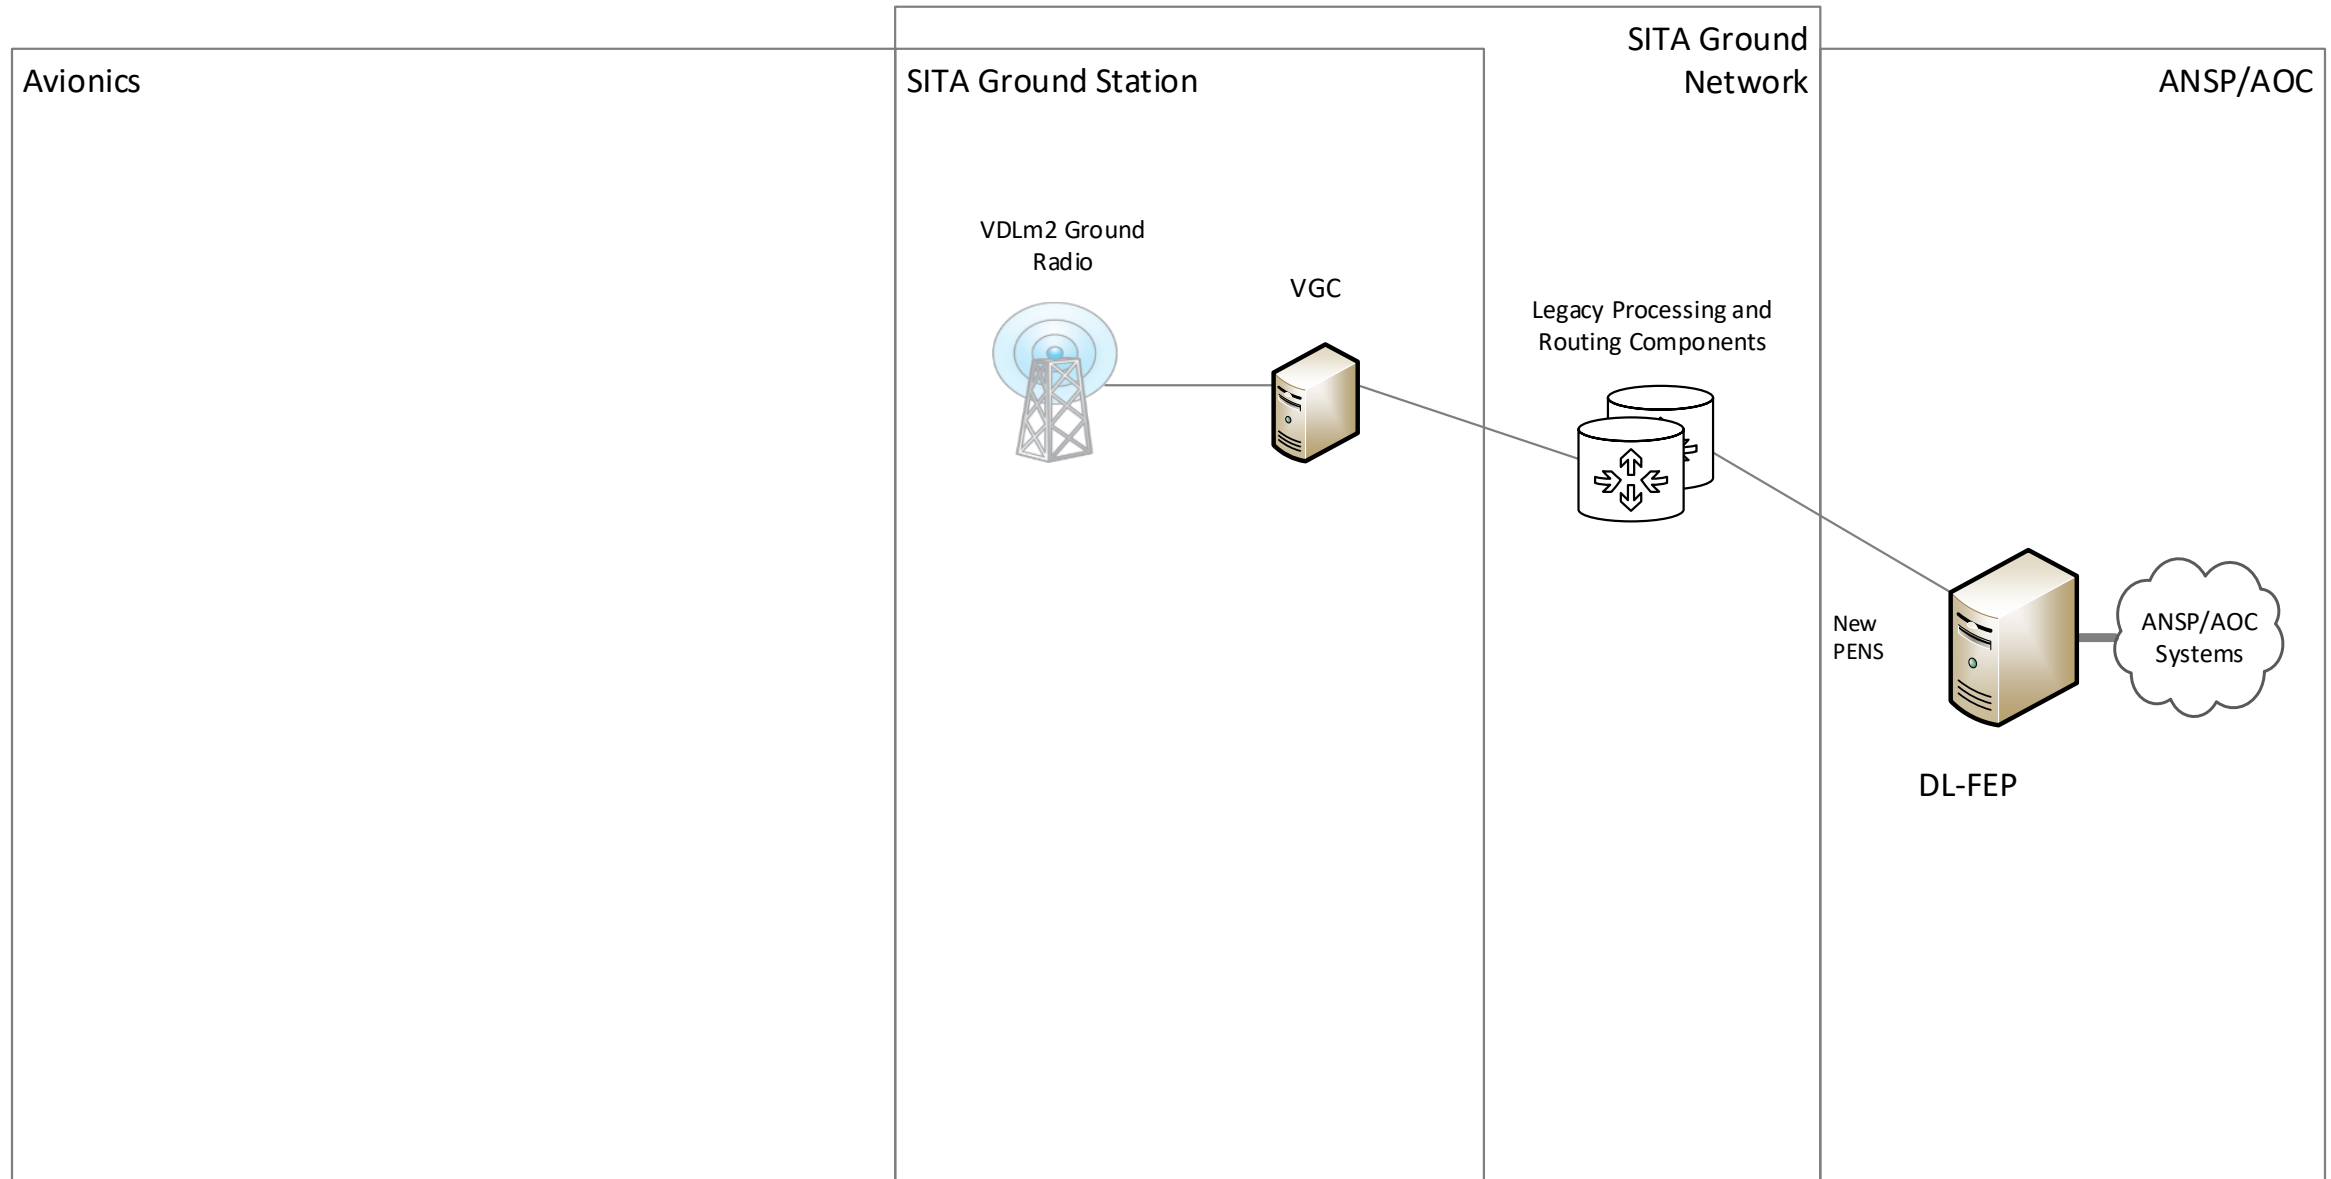 SITA Ground
Network
Avionics
SITA Ground Station
ANSP/AOC
VDLm2 Ground
Radio
VGC
Legacy Processing and
Routing Components
New
PENS
ANSP/AOC
Systems
DL-FEP